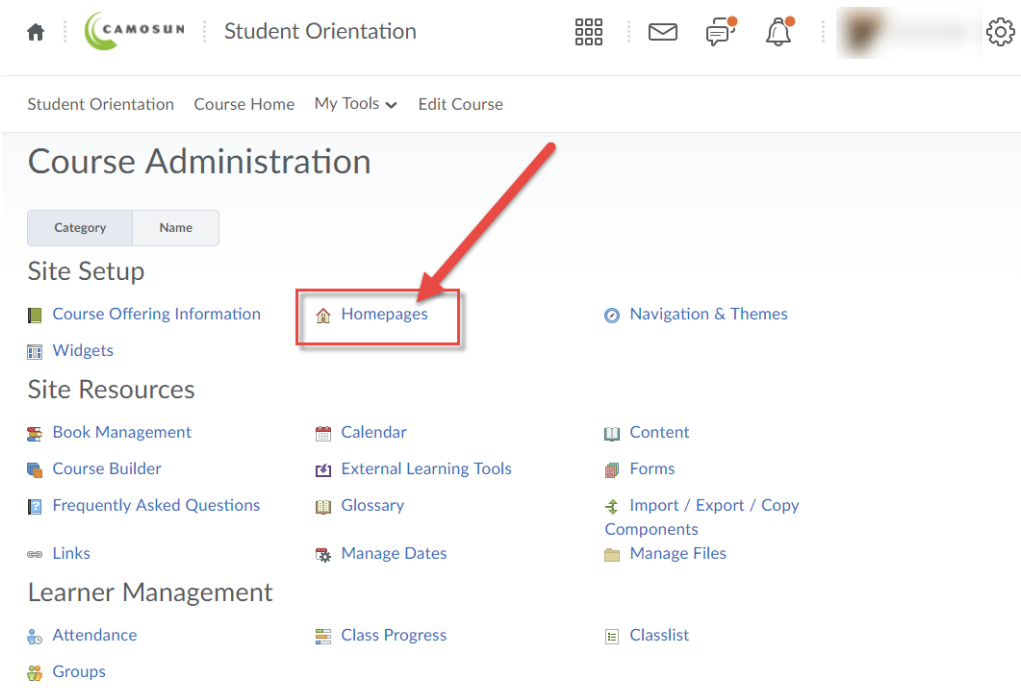 CAMOSUN Student Orientation
Student Orientation Course Home My Tools Edit Course
Course Administration
Category Name
Site Setup
Course Offering Information Homepages Navigation & Themes
Widgets
Site Resources
Book Management Calendar Content
Course Builder External Learning Tools Forms
Frequently Asked Questions Glossary Import / Export / Copy
Components
Links Manage Dates Manage Files
Learner Management
Attendance Class Progress Classlist
Groups